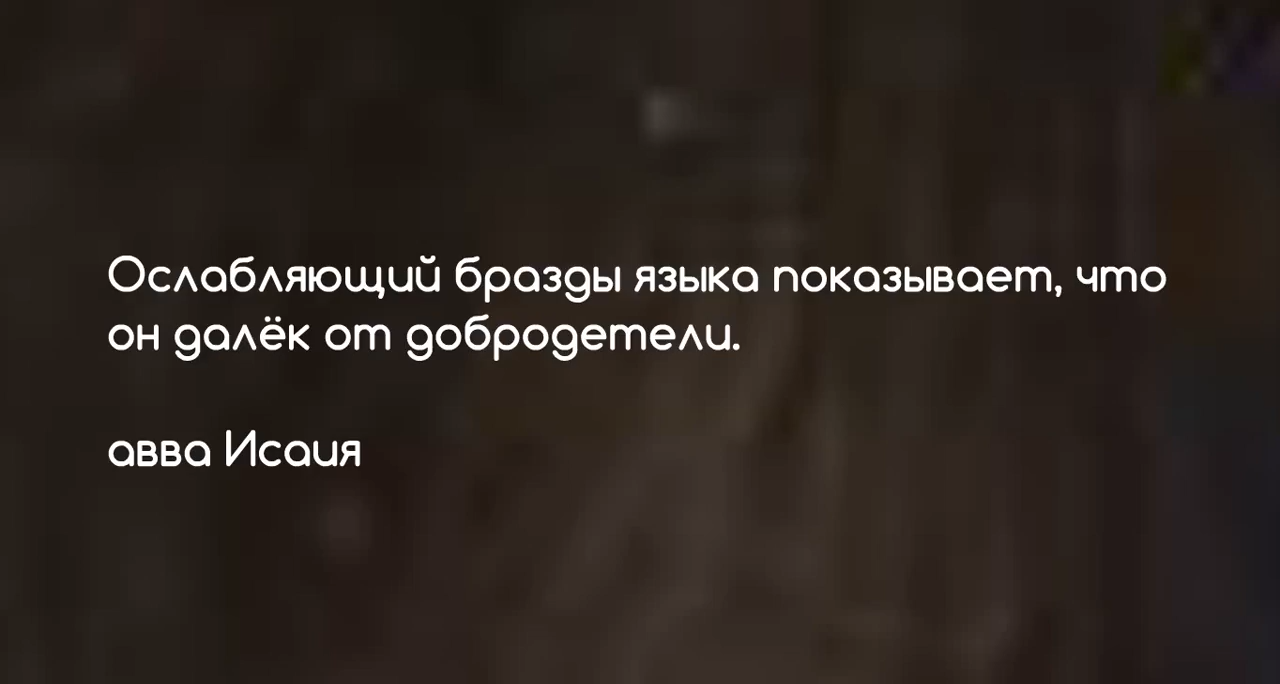 Ослабляющий бразды языка показывает, что
он далёк от добродетели.
авва Исаия